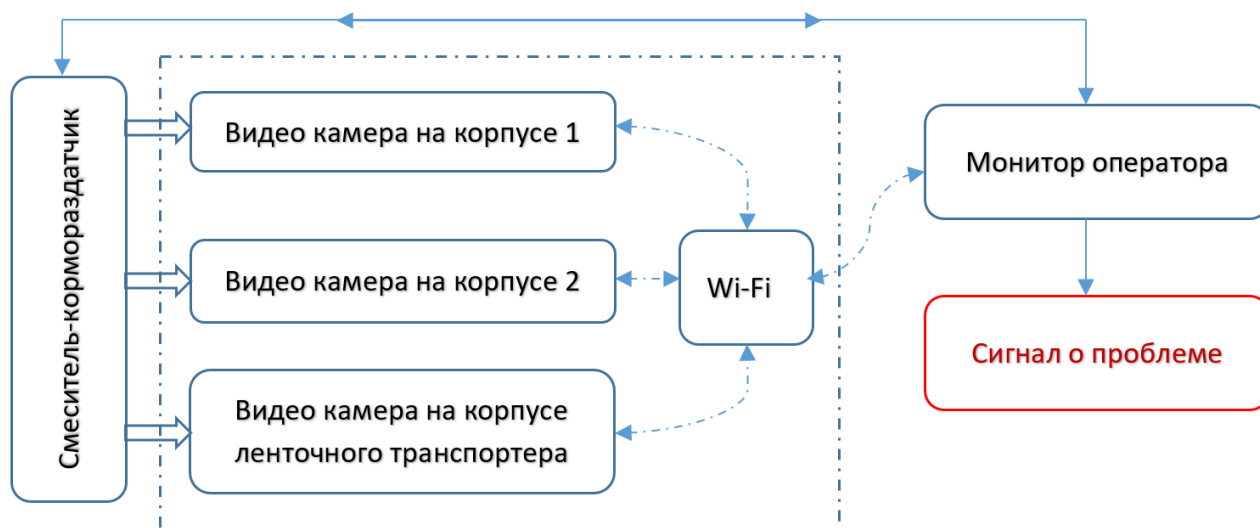 Смеситель-кормораздатчик
Видео камера на корпусе 1
Видео камера на корпусе 2
Видео камера на корпусе
ленточного транспортера
Wi-Fi
Монитор оператора
Сигнал о проблеме